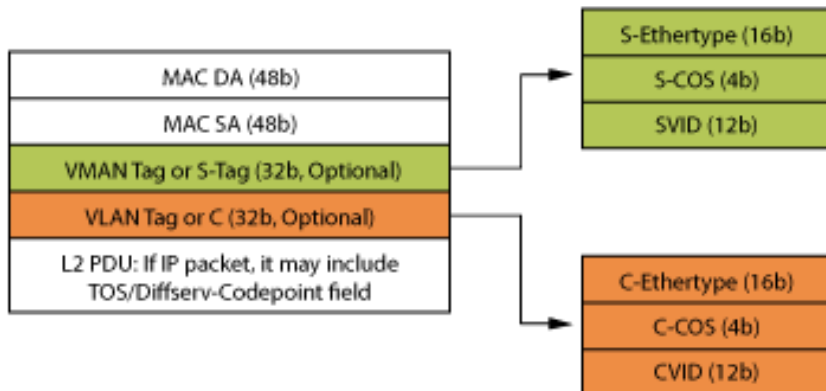 MAC DA (48b)
MAC SA (48b)
VMAN Tag or S-Tag (32b, Optional)
VLAN Tag or C (32b, Optional)
L2 PDU: If IP packet, it may include
TOS/Diffserv-Codepoint field
S-Ethertype (16b)
S-COS (4b)
SVID (12b)
C-Ethertype (16b)
C-COS (4b)
CVID (12b)